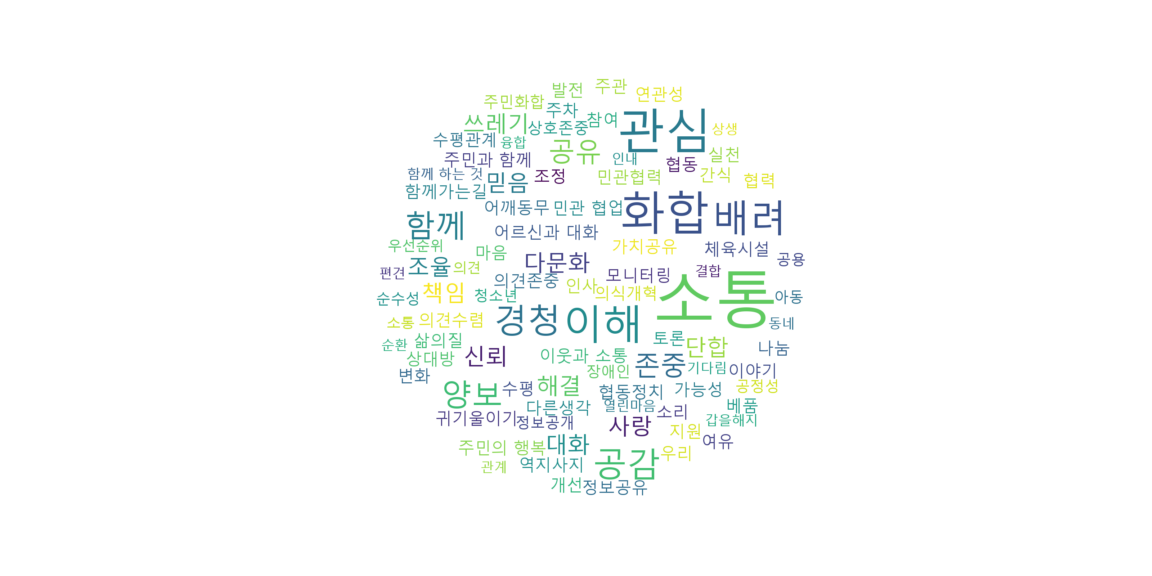 발전 주관 연관성
주민화합 주차 관심
쓰레기 상호존중 참여 상생
수평관계 융합 공유 인내 협동 실천
주민과 함께 조정 민관협력 간식 협력
함께 하는 것 믿음
함께가는길 어깨동무 민관 협업 화합 배려
함께 어르신과 대화
우선순위 마음 다문화 가치공유 체육시설 공용
편견 조율 의견 의견존중 인사 모니터링 결합
순수성 책임 청소년 의식개혁 소통 아동
소통 의견수렴 경청 이해 동네
순환 삶의질 토론 단합 나눔
상대방 신뢰 이웃과 소통 존중 기다림 이야기
변화 양보 수평 해결 장애인 협동정치 가능성 공정성
다른생각 열린마음 소리 베품
귀기울이기 정보공개 사랑 지원 갑을해지
주민의 행복 대화 우리 여유
관계 역지사지 공감
개선 정보공유